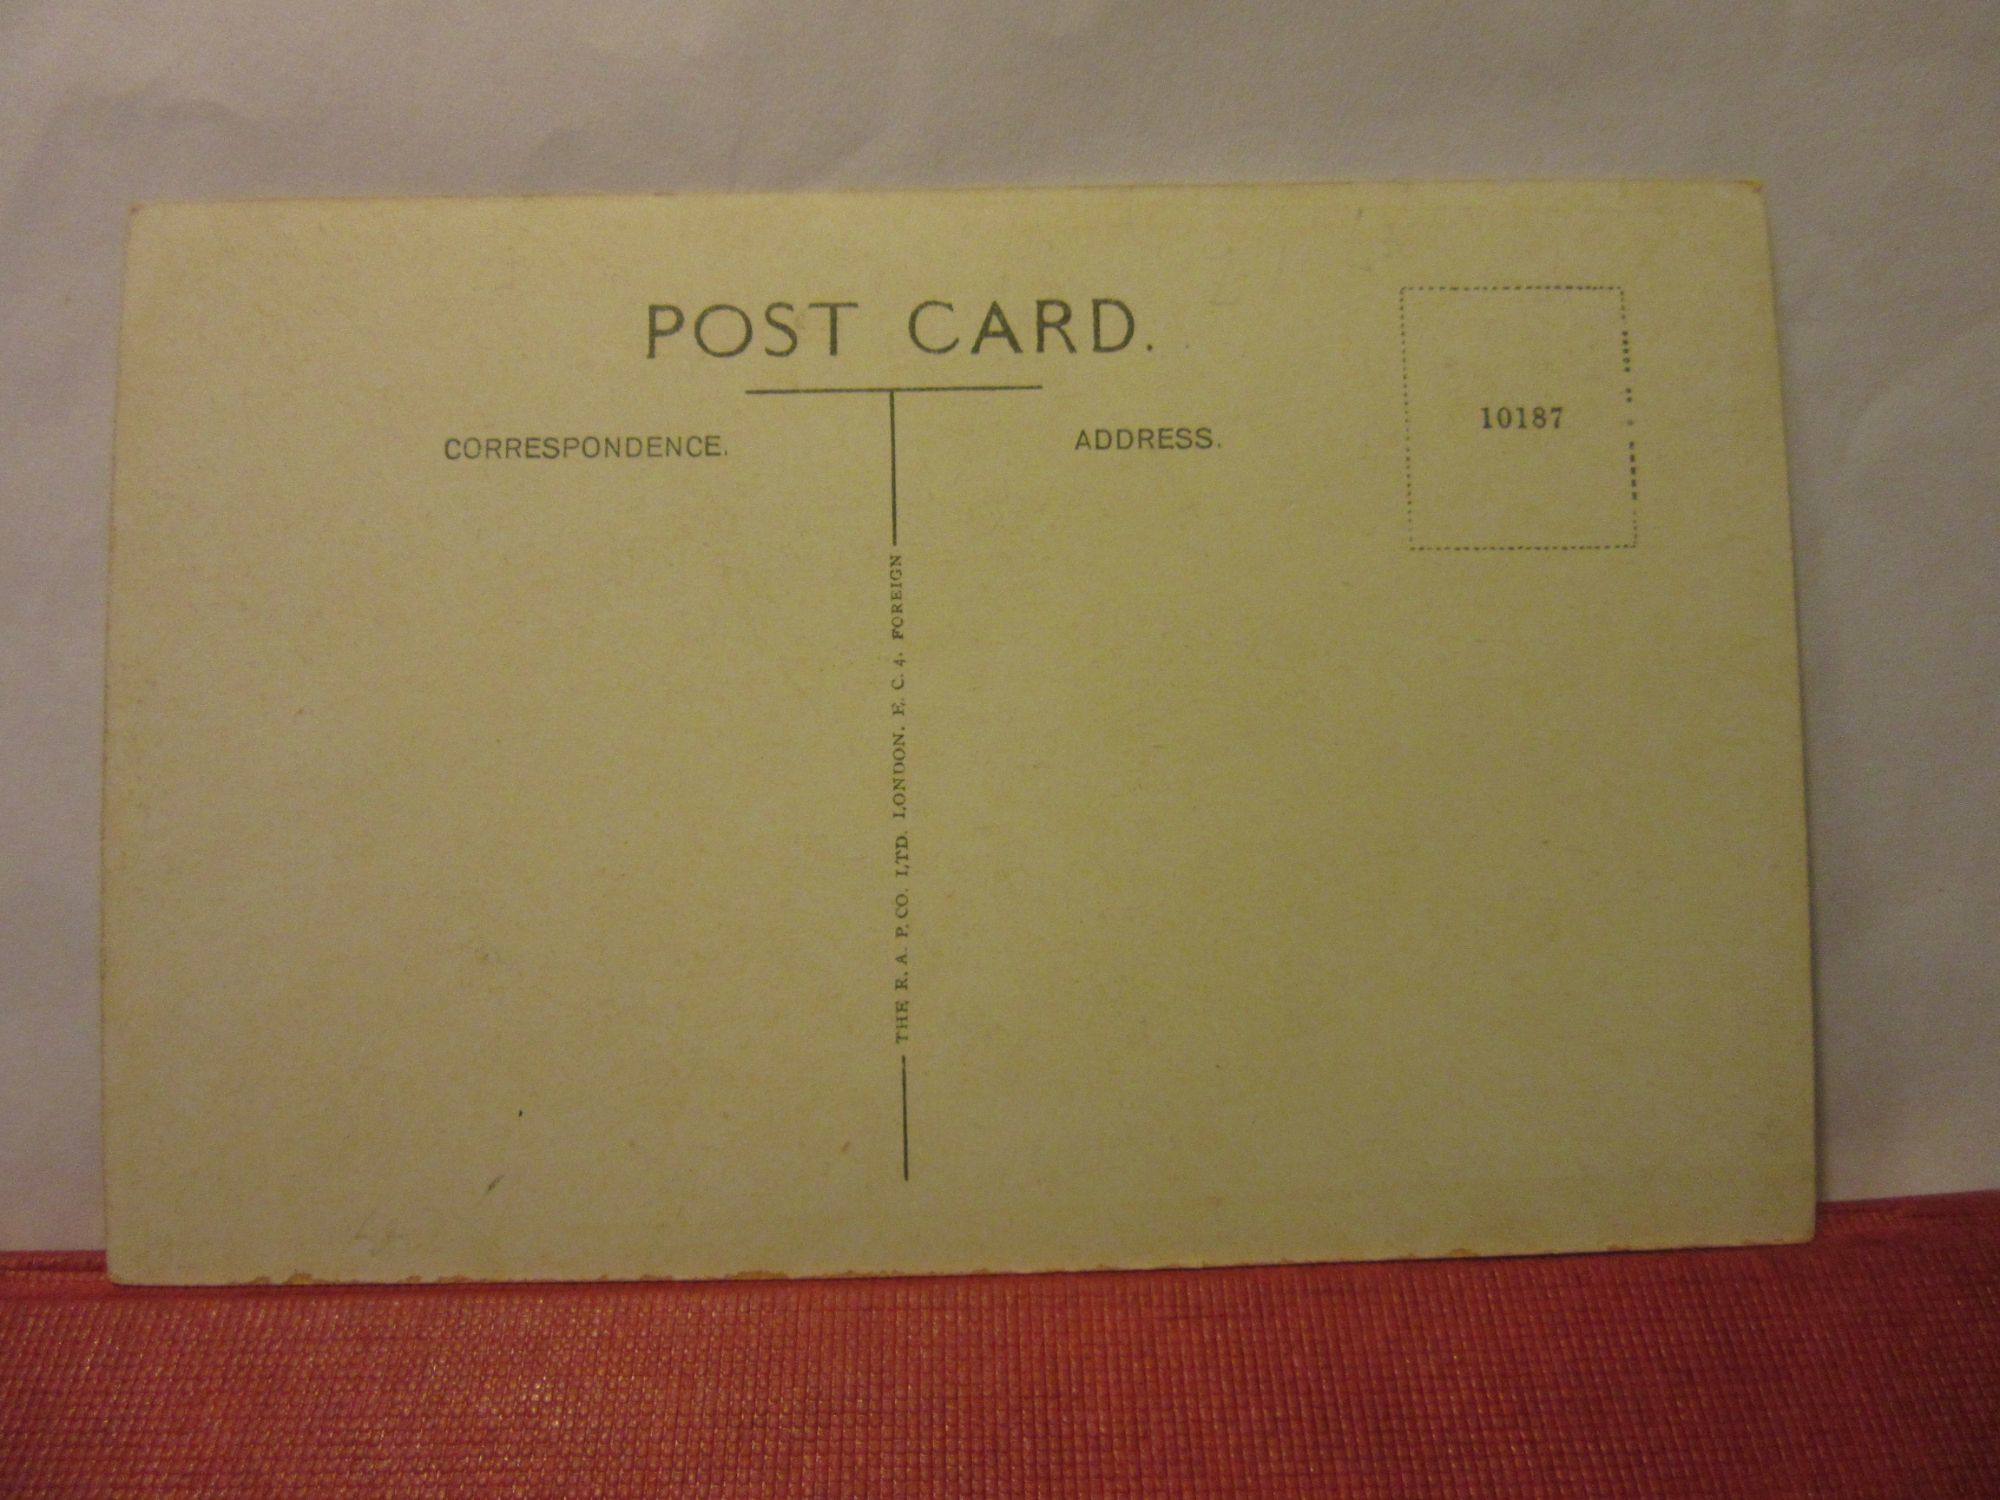 POST CARD.
CORRESPONDENCE.
ADDRESS.
10187
THE R. A. P. CO. LTD. LONDON. E. C. 4. FOREIGN